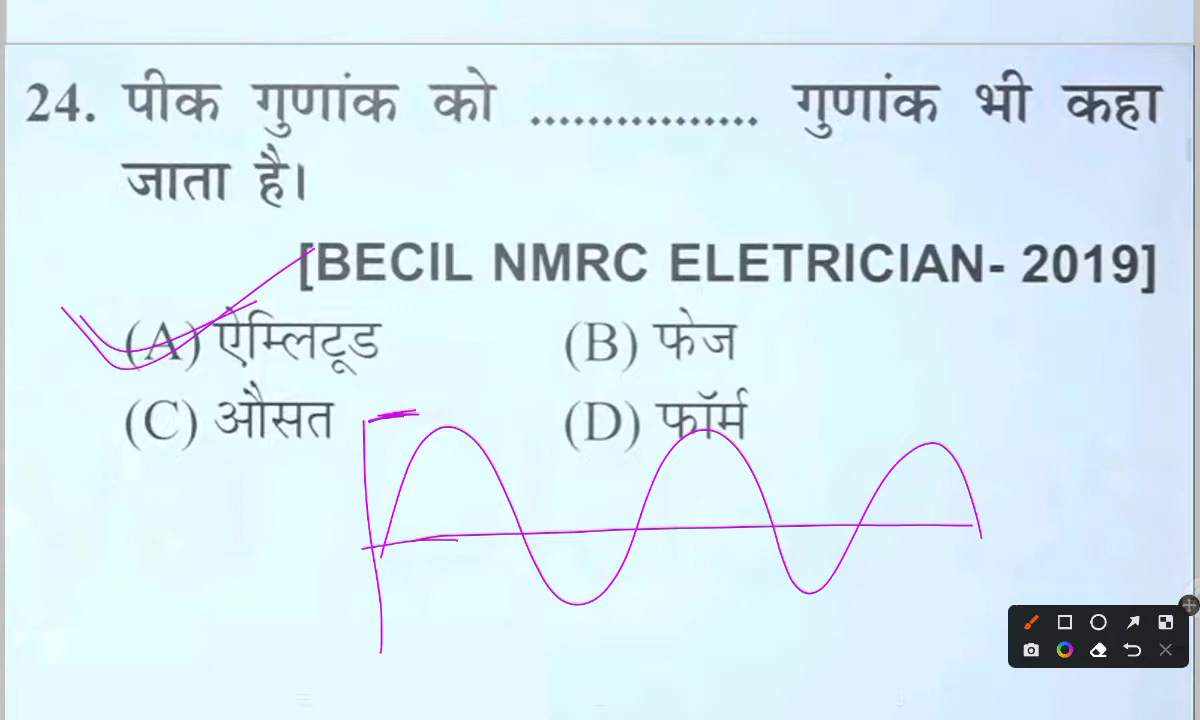 24. पीक गुणांक को ................ गुणांक भी कहा
जाता है।
[BECIL NMRC ELETRICIAN- 2019]
(A) ऐम्लिटूड (B) फेज
(C) औसत (D) फॉर्म